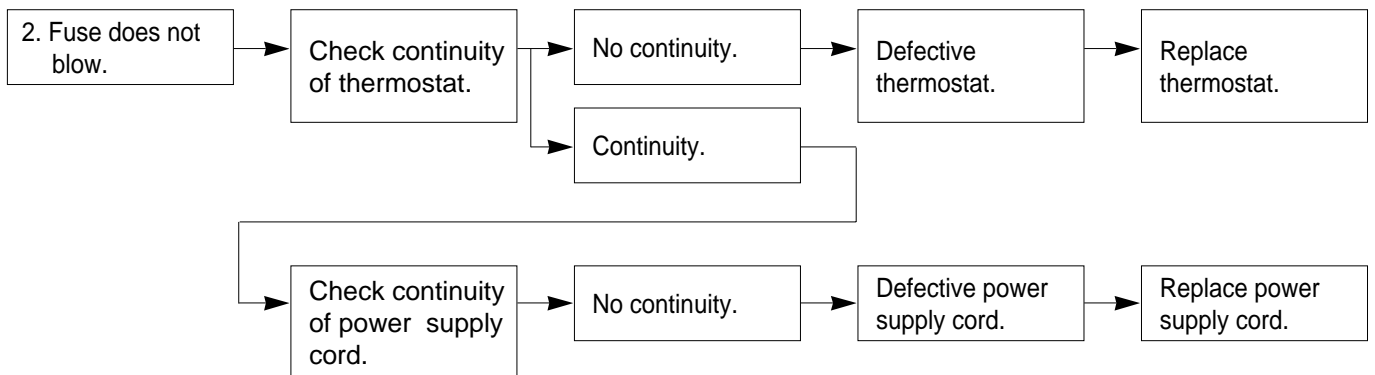 2. Fuse does not
blow.
Check continuity
of thermostat.
No continuity.
Defective
thermostat.
Replace
thermostat.
Continuity.
Check continuity
of power supply
cord.
No continuity.
Defective power
supply cord.
Replace power
supply cord.